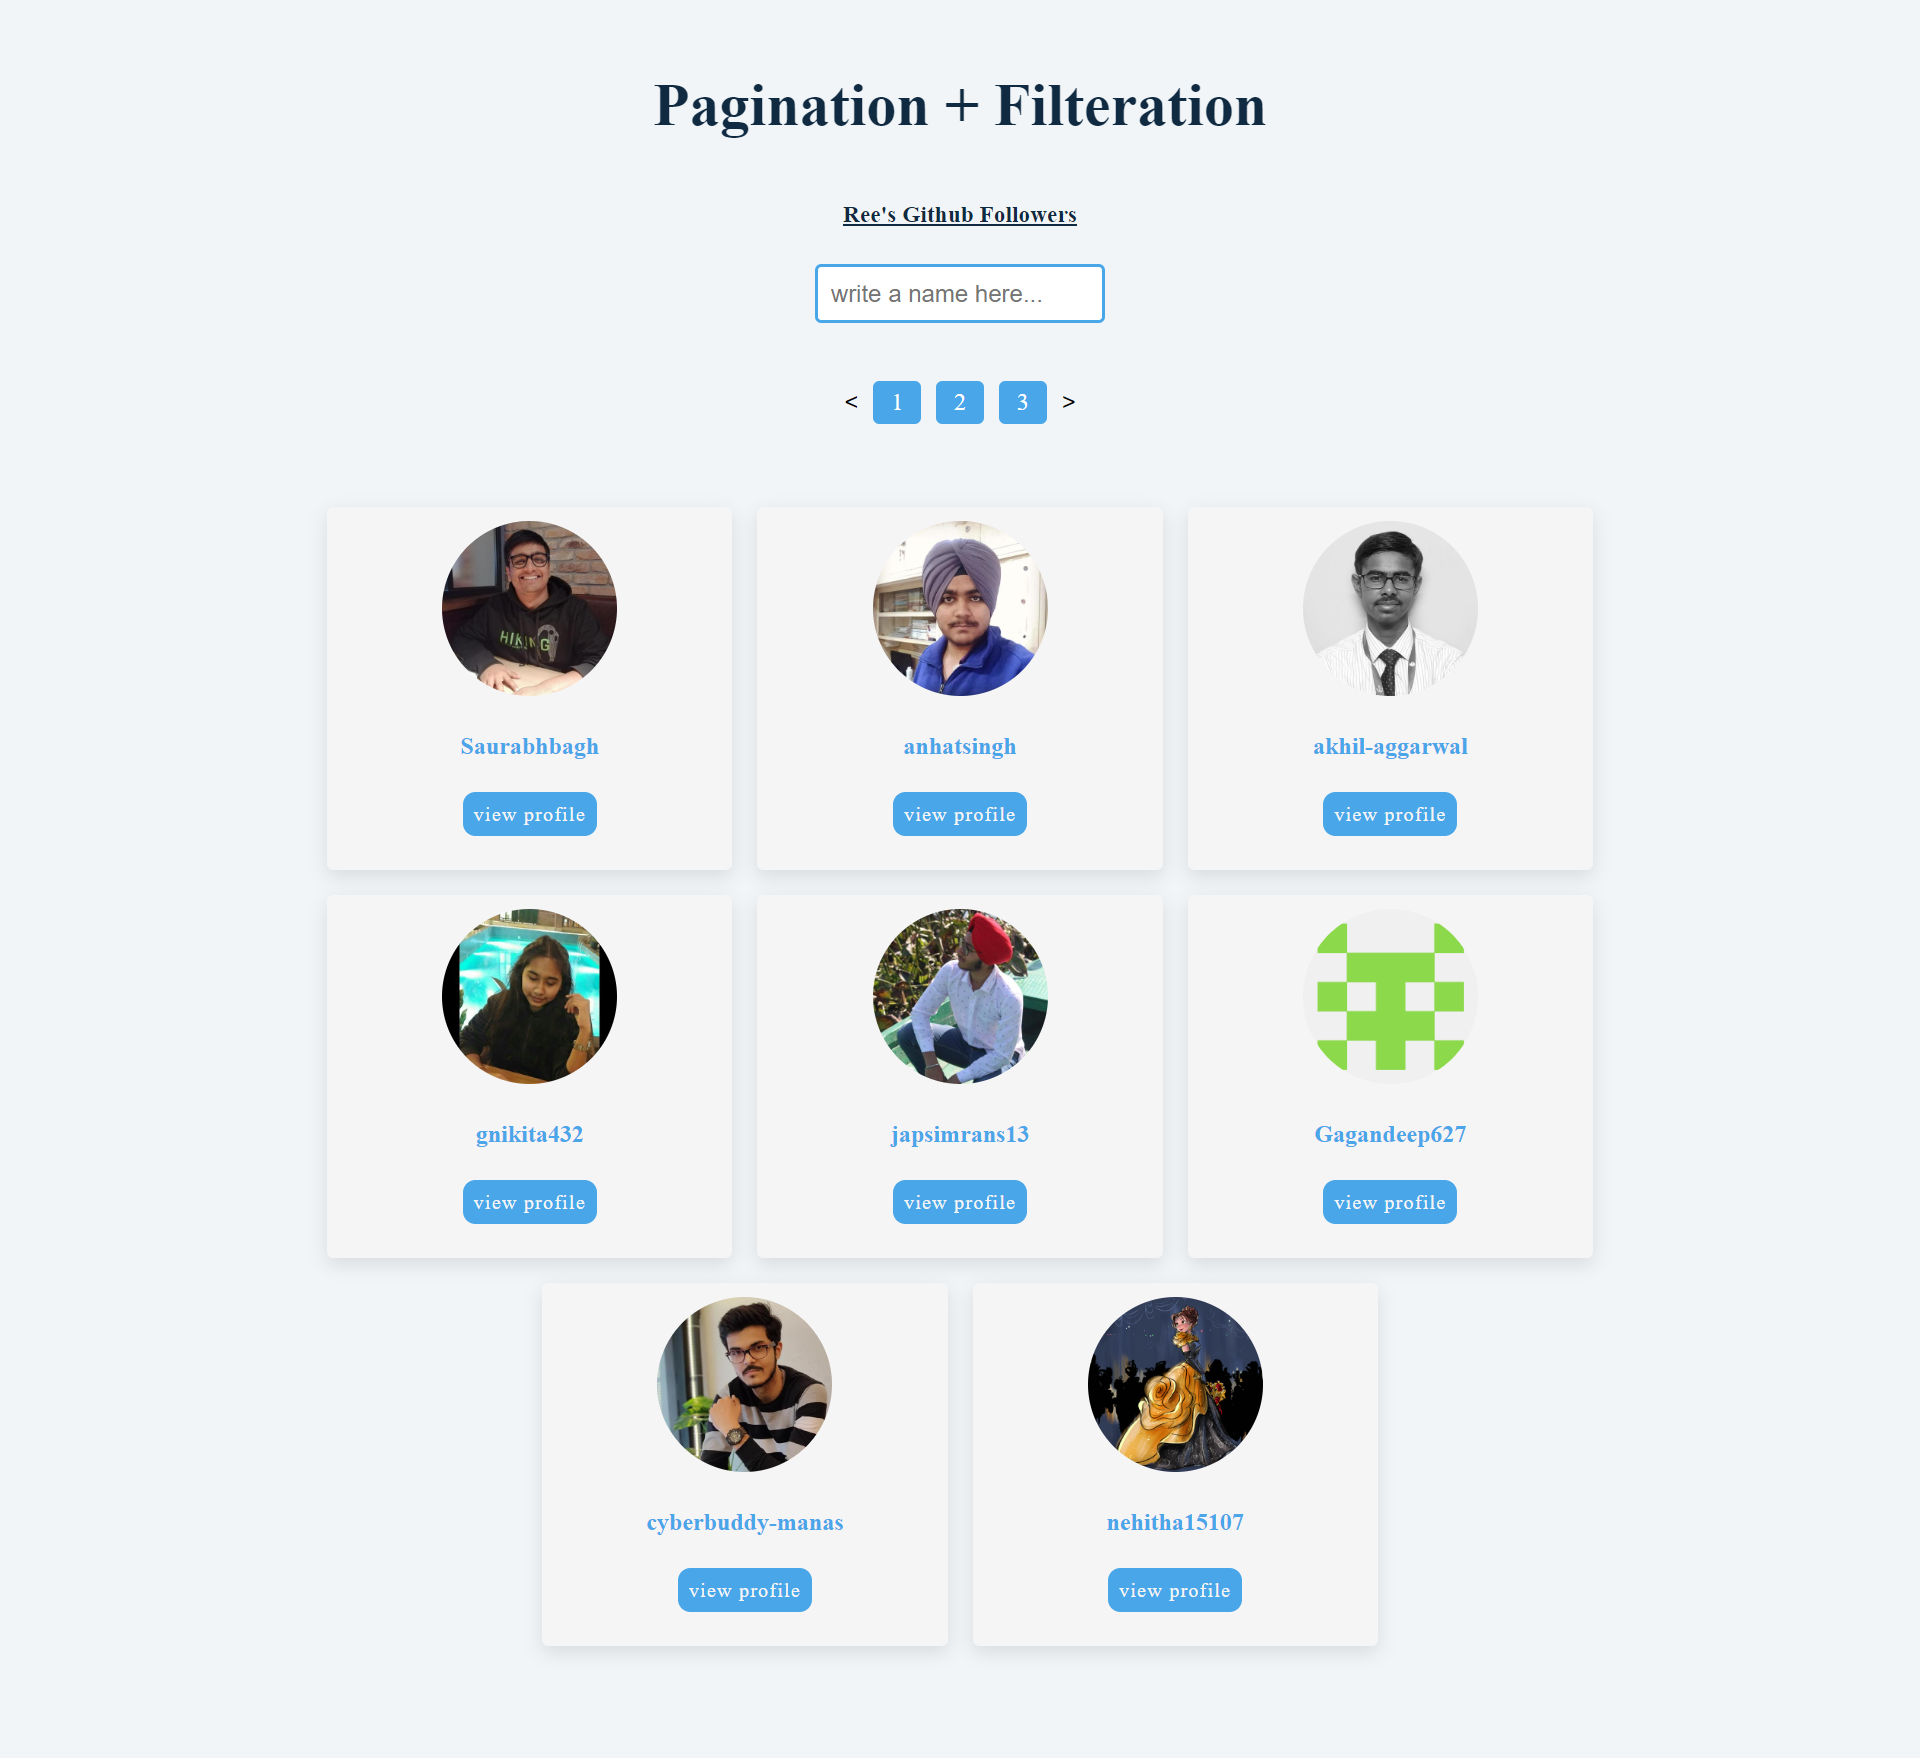 Pagination + Filteration
Ree's Github Followers
write a name here...
< 1 2 3 >
HIKING
Saurabhbagh
view profile
anhatsingh
view profile
akhil-aggarwal
view profile
gnikita432
view profile
japsimrans13
view profile
Gagandeep627
view profile
cyberbuddy-manas
view profile
nehitha15107
view profile